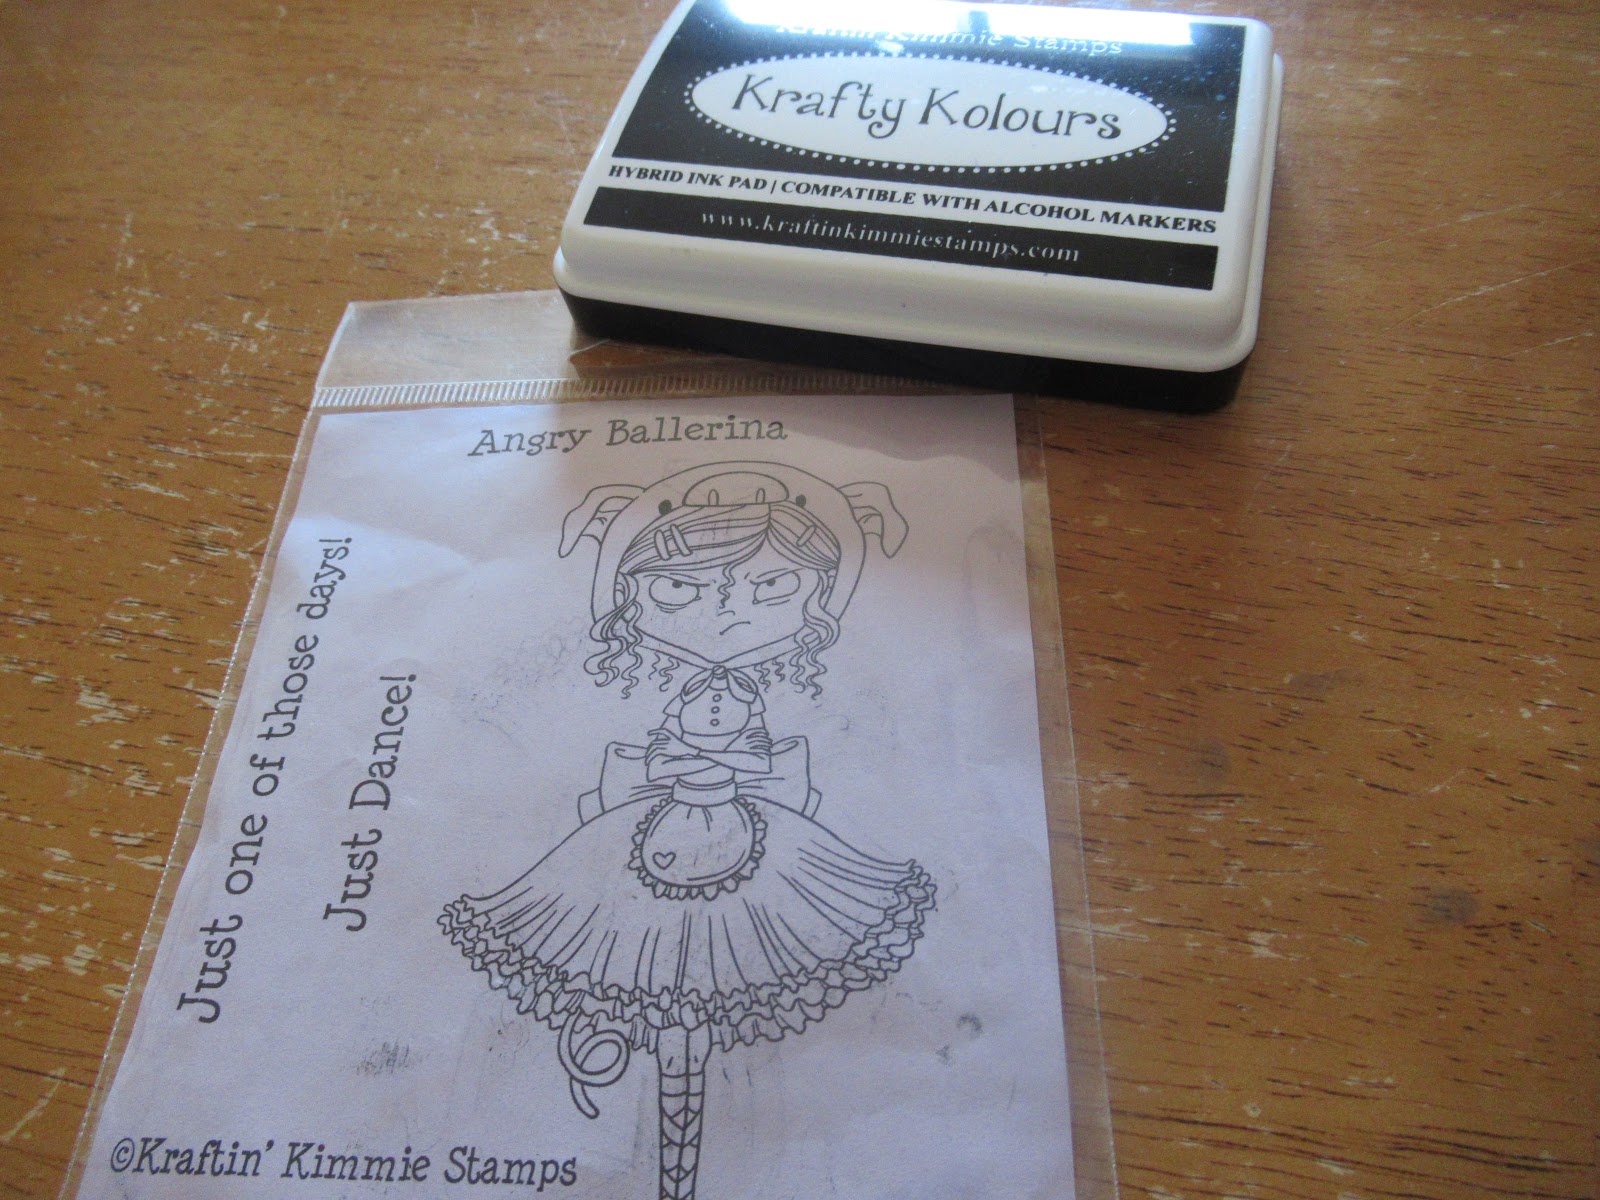 Kraftin Kimmie Stamps
Krafty Kolours
HYBRID INK PAD | COMPATIBLE WITH ALCOHOL MARKERS
www.kraftinkimmiestamps.com
Angry Ballerina
Just one of those days!
Just Dance!
©Kraftin' Kimmie Stamps